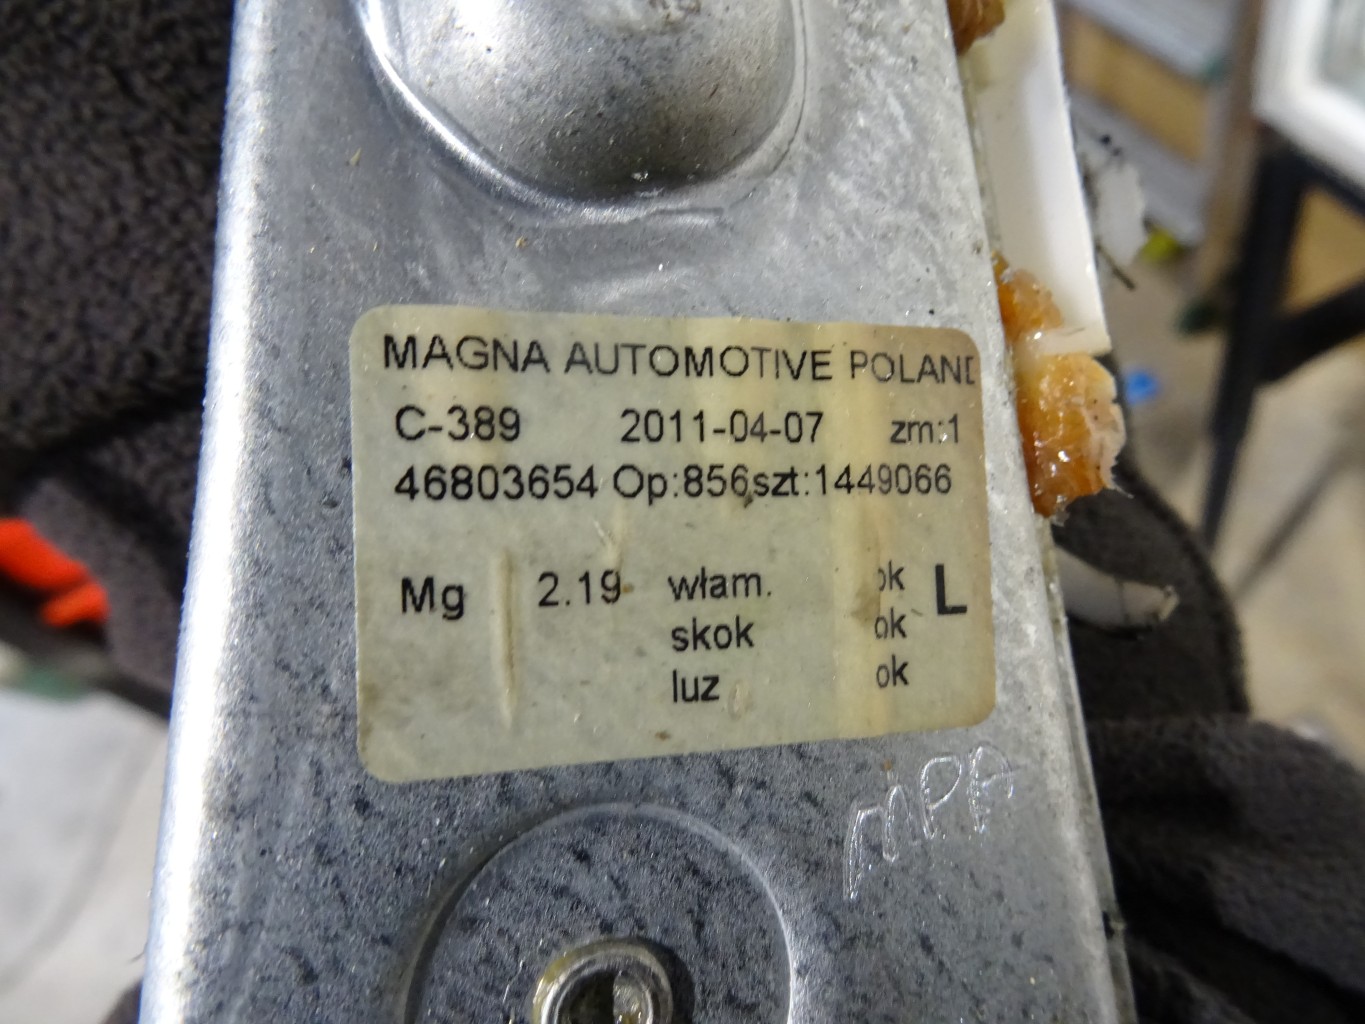 MAGNA AUTOMOTIVE POLAND
C-389 2011-04-07 zm:1
46803654 Op:856szt:1449066
Mg 2.19 włam. ok L
skok ok
luz ok
MPA